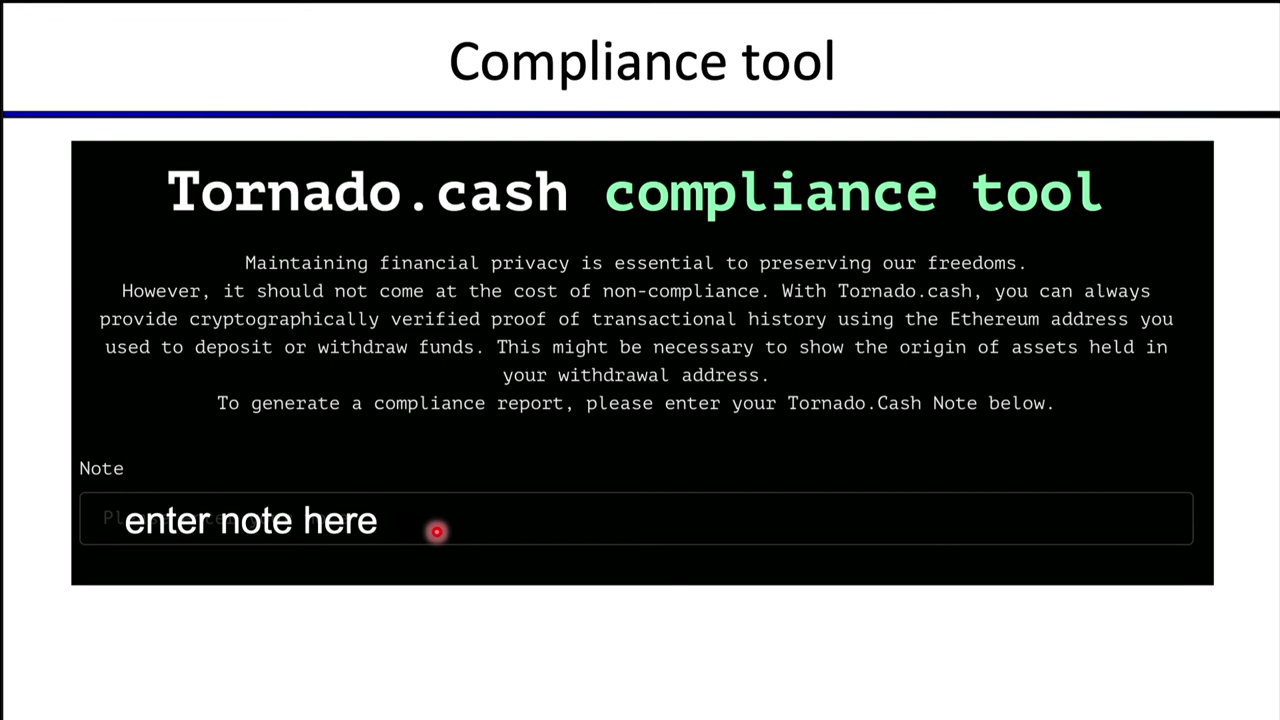 Compliance tool
Tornado.cash compliance tool
Maintaining financial privacy is essential to preserving our freedoms.
However, it should not come at the cost of non-compliance. With Tornado.cash, you can always
provide cryptographically verified proof of transactional history using the Ethereum address you
used to deposit or withdraw funds. This might be necessary to show the origin of assets held in
your withdrawal address.
To generate a compliance report, please enter your Tornado.Cash Note below.
Note
enter note here